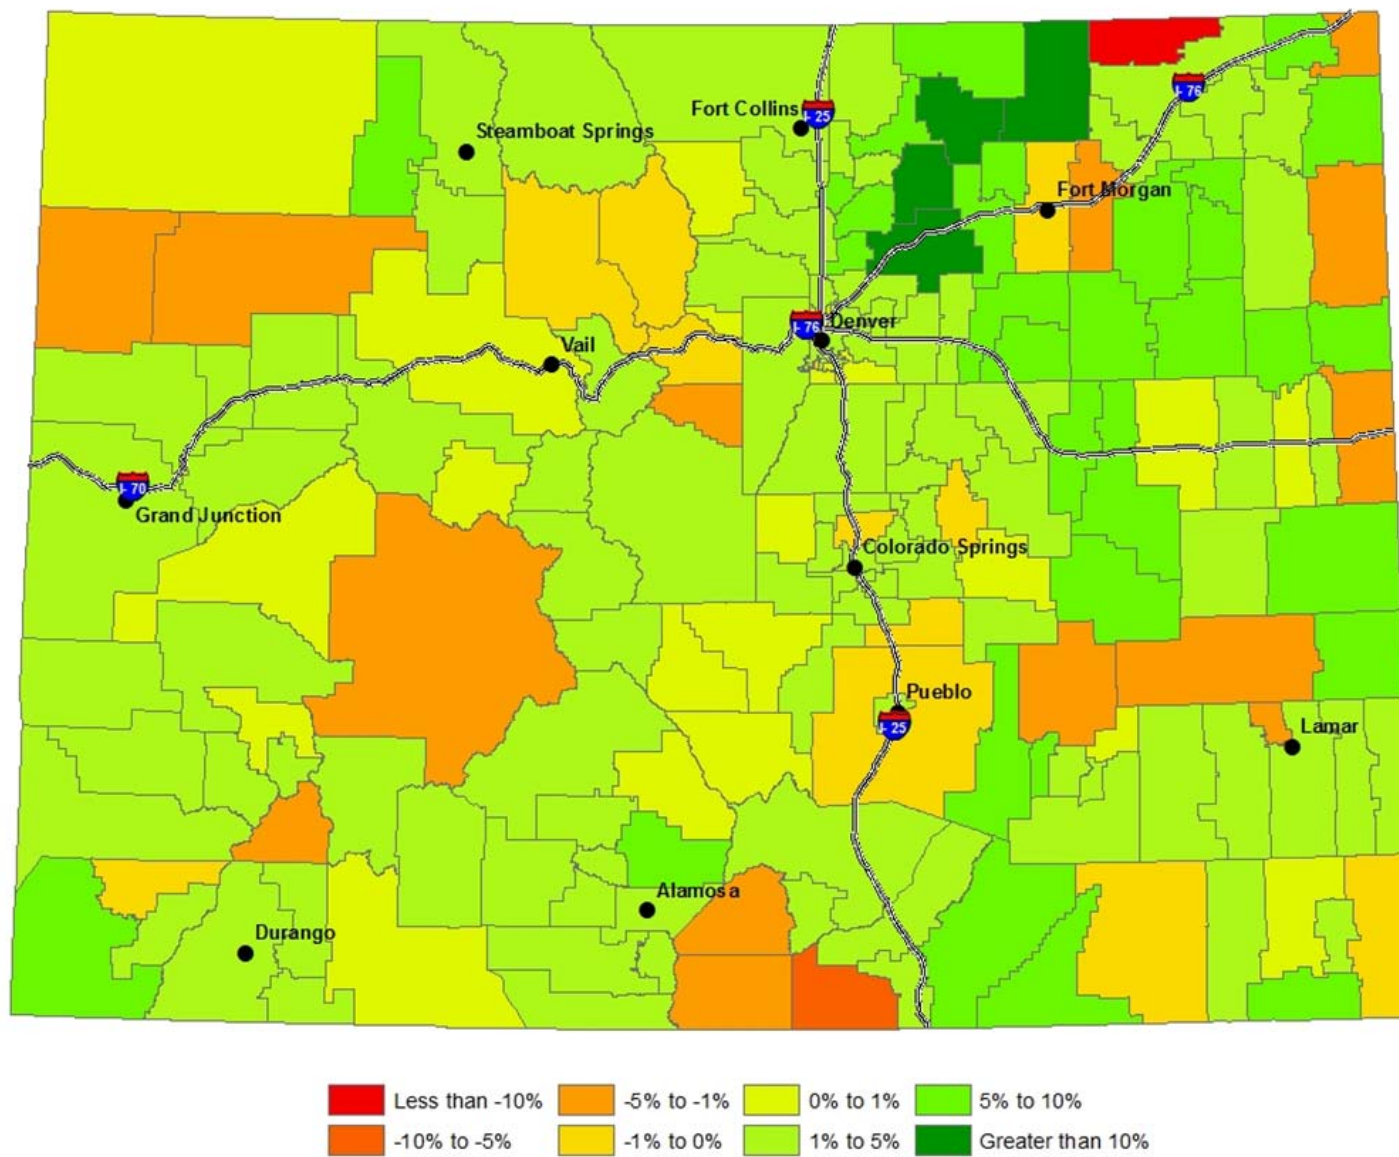 Fort Collins
I-25
I-76
Steamboat Springs
Fort Morgan
I-76
Denver
Vail
I-70
Grand Junction
Colorado Springs
Pueblo
I-25
Lamar
Alamosa
Durango
Less than -10%
-5% to -1%
0% to 1%
5% to 10%
-10% to -5%
-1% to 0%
1% to 5%
Greater than 10%